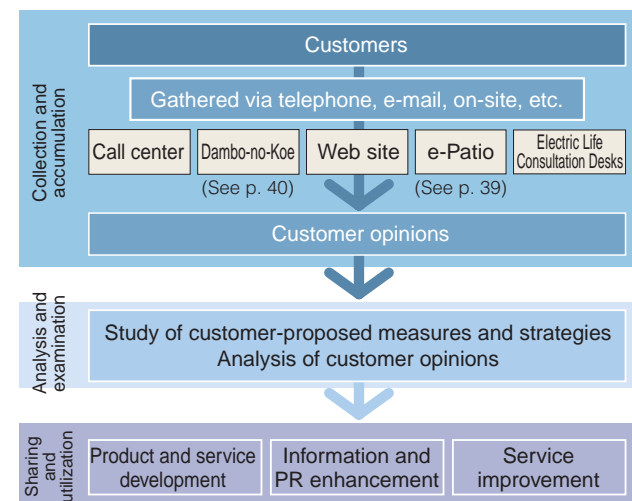 Collection and
accumulation
Customers
Gathered via telephone, e-mail, on-site, etc.
Call center
Dambo-no-Koe
Web site
e-Patio
Electric Life
Consultation Desks
(See p. 40)
(See p. 39)
Customer opinions
Analysis and
examination
Study of customer-proposed measures and strategies
Analysis of customer opinions
Sharing
and
utilization
Product and service
development
Information and
PR enhancement
Service
improvement